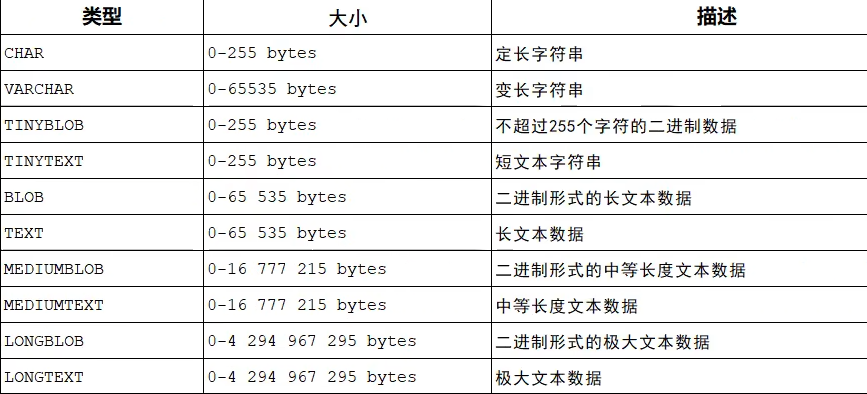 类型 大小 描述
CHAR 0-255 bytes 定长字符串
VARCHAR 0-65535 bytes 变长字符串
TINYBLOB 0-255 bytes 不超过255个字符的二进制数据
TINYTEXT 0-255 bytes 短文本字符串
BLOB 0-65 535 bytes 二进制形式的长文本数据
TEXT 0-65 535 bytes 长文本数据
MEDIUMBLOB 0-16 777 215 bytes 二进制形式的中等长度文本数据
MEDIUMTEXT 0-16 777 215 bytes 中等长度文本数据
LONGBLOB 0-4 294 967 295 bytes 二进制形式的极大文本数据
LONGTEXT 0-4 294 967 295 bytes 极大文本数据